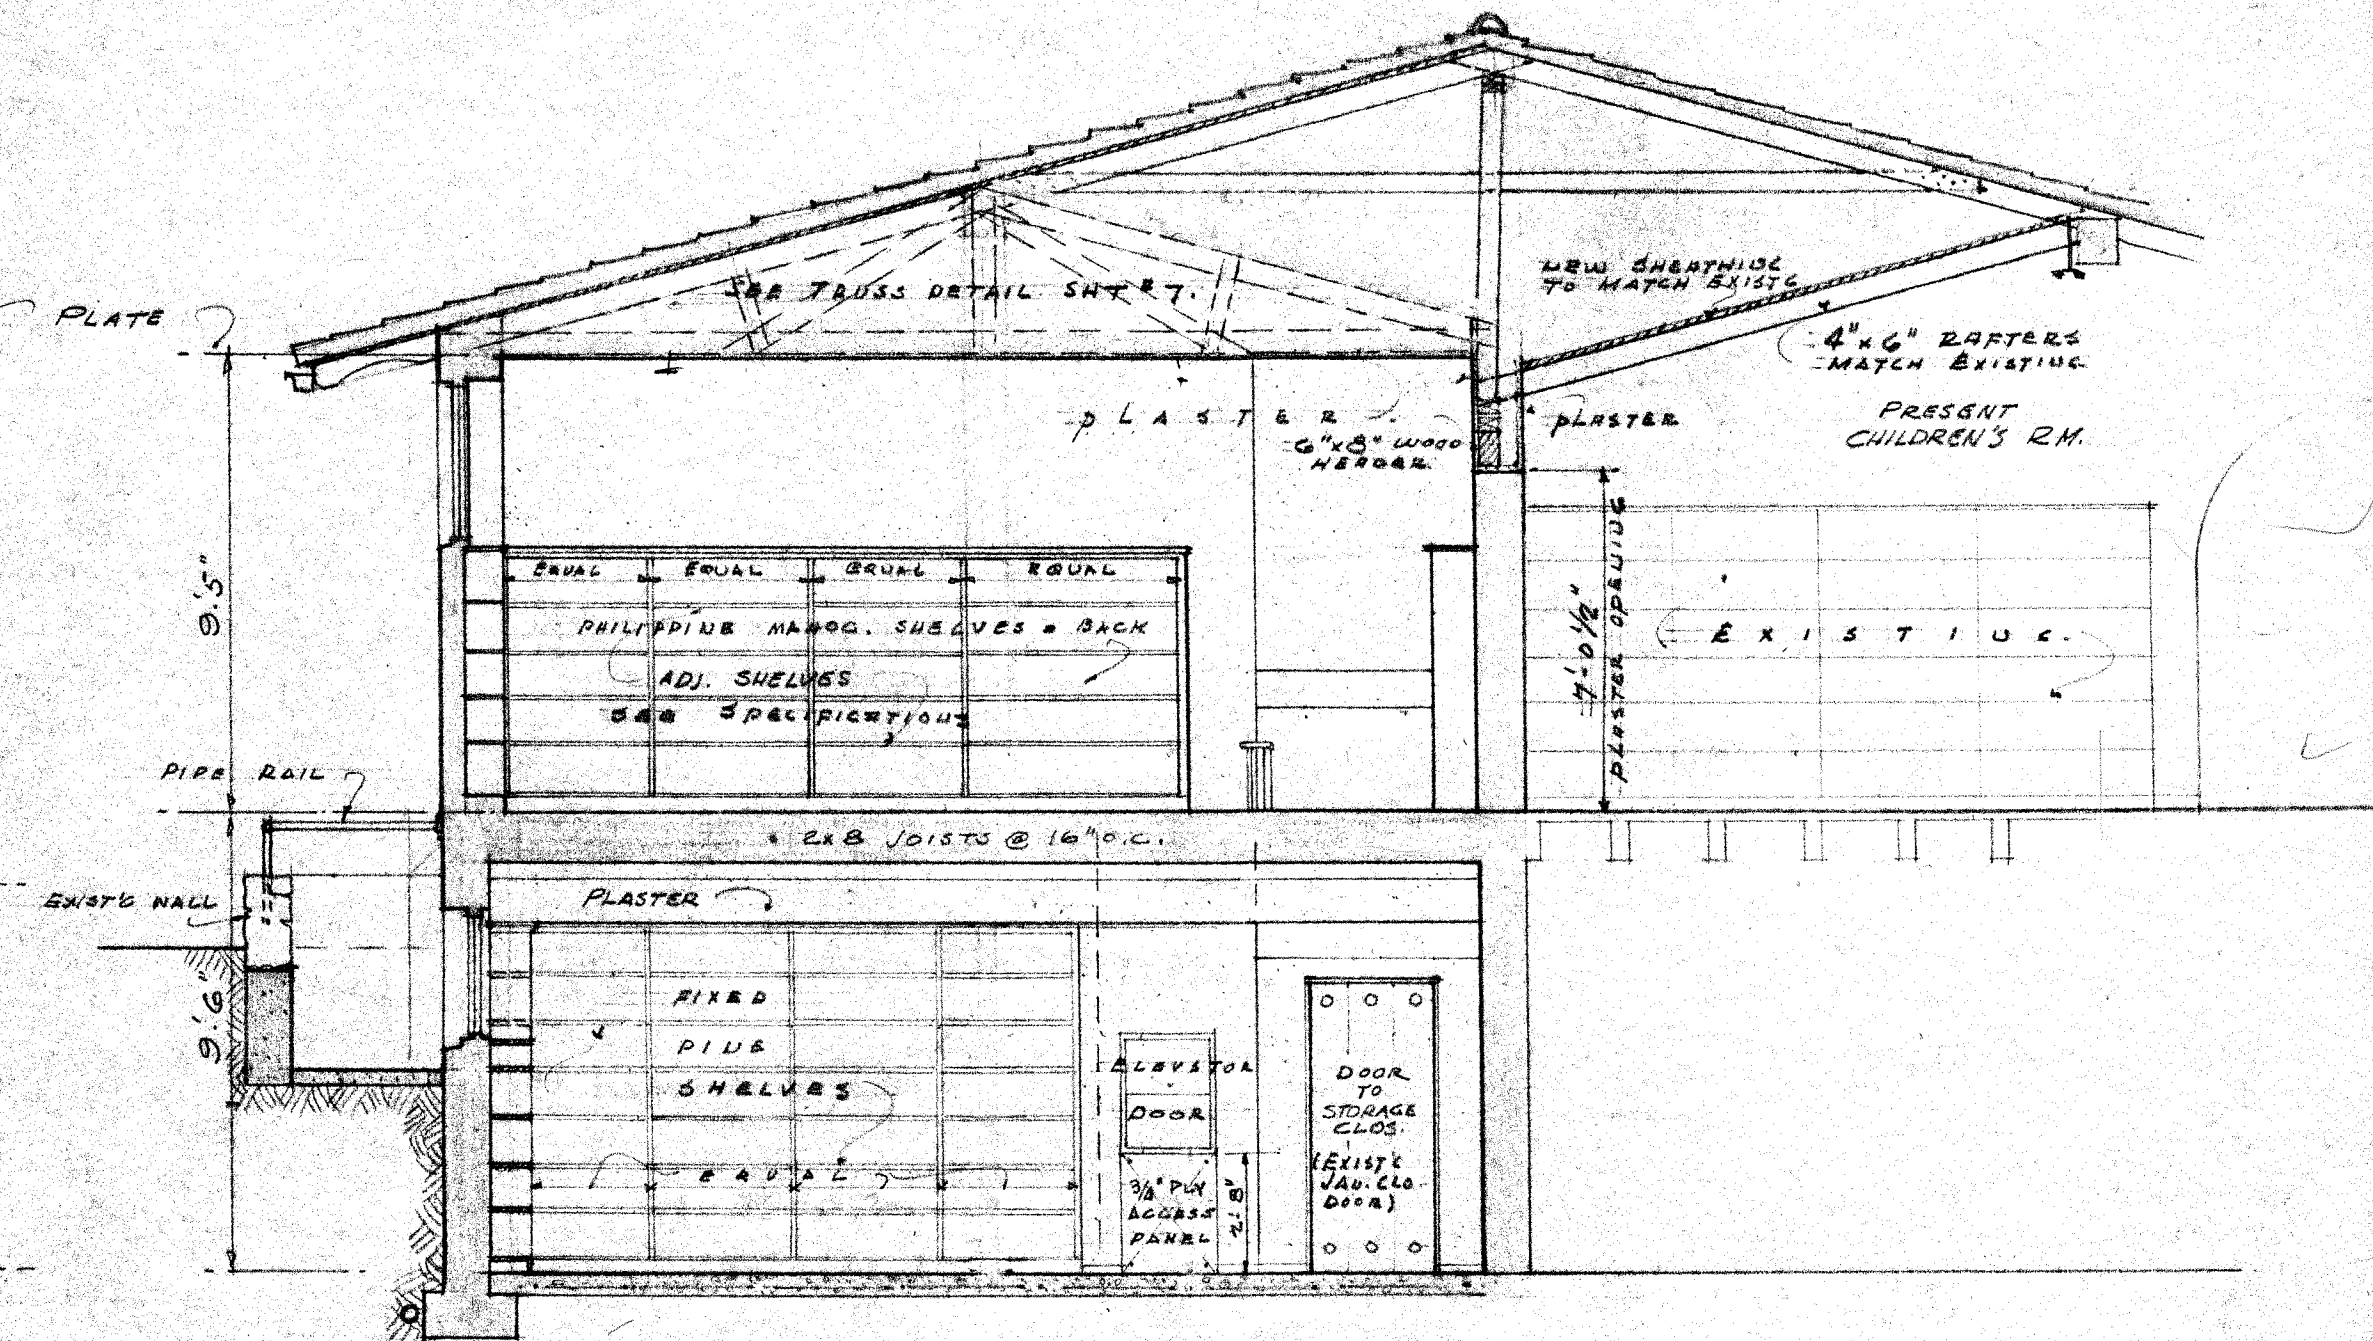 PLATE
SEE TRUSS DETAIL SHT #7.
NEW SHEATHING
TO MATCH EXIST'G
4" x 6" RAFTERS
MATCH EXISTING
PRESENT
CHILDREN'S RM.
PLASTER
6"x8" WOOD
HEADER
PLASTER
9'.5"
7'-0½"
PLASTER OPENING
EXISTING.
EQUAL EQUAL EQUAL EQUAL
PHILIPPINE MAHOG. SHELVES & BACK
ADJ. SHELVES
SEE SPECIFICATIONS
PIPE RAIL
2x8 JOISTS @ 16" O.C.
EXIST'G WALL
PLASTER
9'.6"
FIXED
PINE
SHELVES
EQUAL
ELEVATOR
DOOR
3/4" PLY
ACCESS
PANEL
2'-8"
DOOR
TO
STORAGE
CLOS.
(EXIST'G
JAN. CLO.
DOOR)